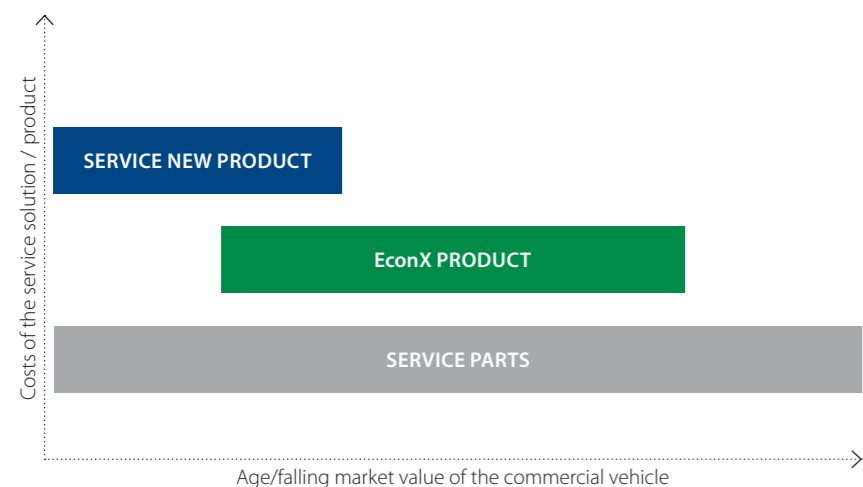 Costs of the service solution / product
SERVICE NEW PRODUCT
EconX PRODUCT
SERVICE PARTS
Age/falling market value of the commercial vehicle